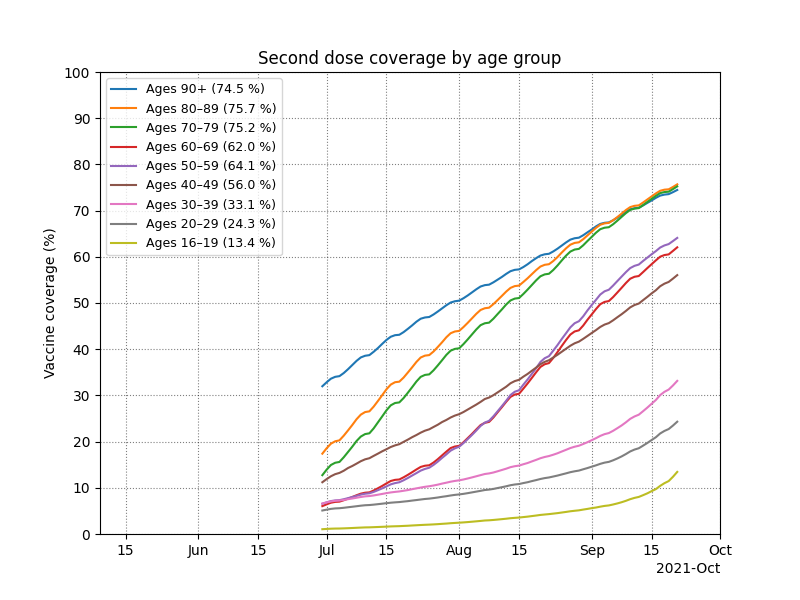 Second dose coverage by age group
Vaccine coverage (%)
100
90
80
70
60
50
40
30
20
10
0
Ages 90+ (74.5 %)
Ages 80–89 (75.7 %)
Ages 70–79 (75.2 %)
Ages 60–69 (62.0 %)
Ages 50–59 (64.1 %)
Ages 40–49 (56.0 %)
Ages 30–39 (33.1 %)
Ages 20–29 (24.3 %)
Ages 16–19 (13.4 %)
15 Jun 15 Jul 15 Aug 15 Sep 15 Oct
2021-Oct